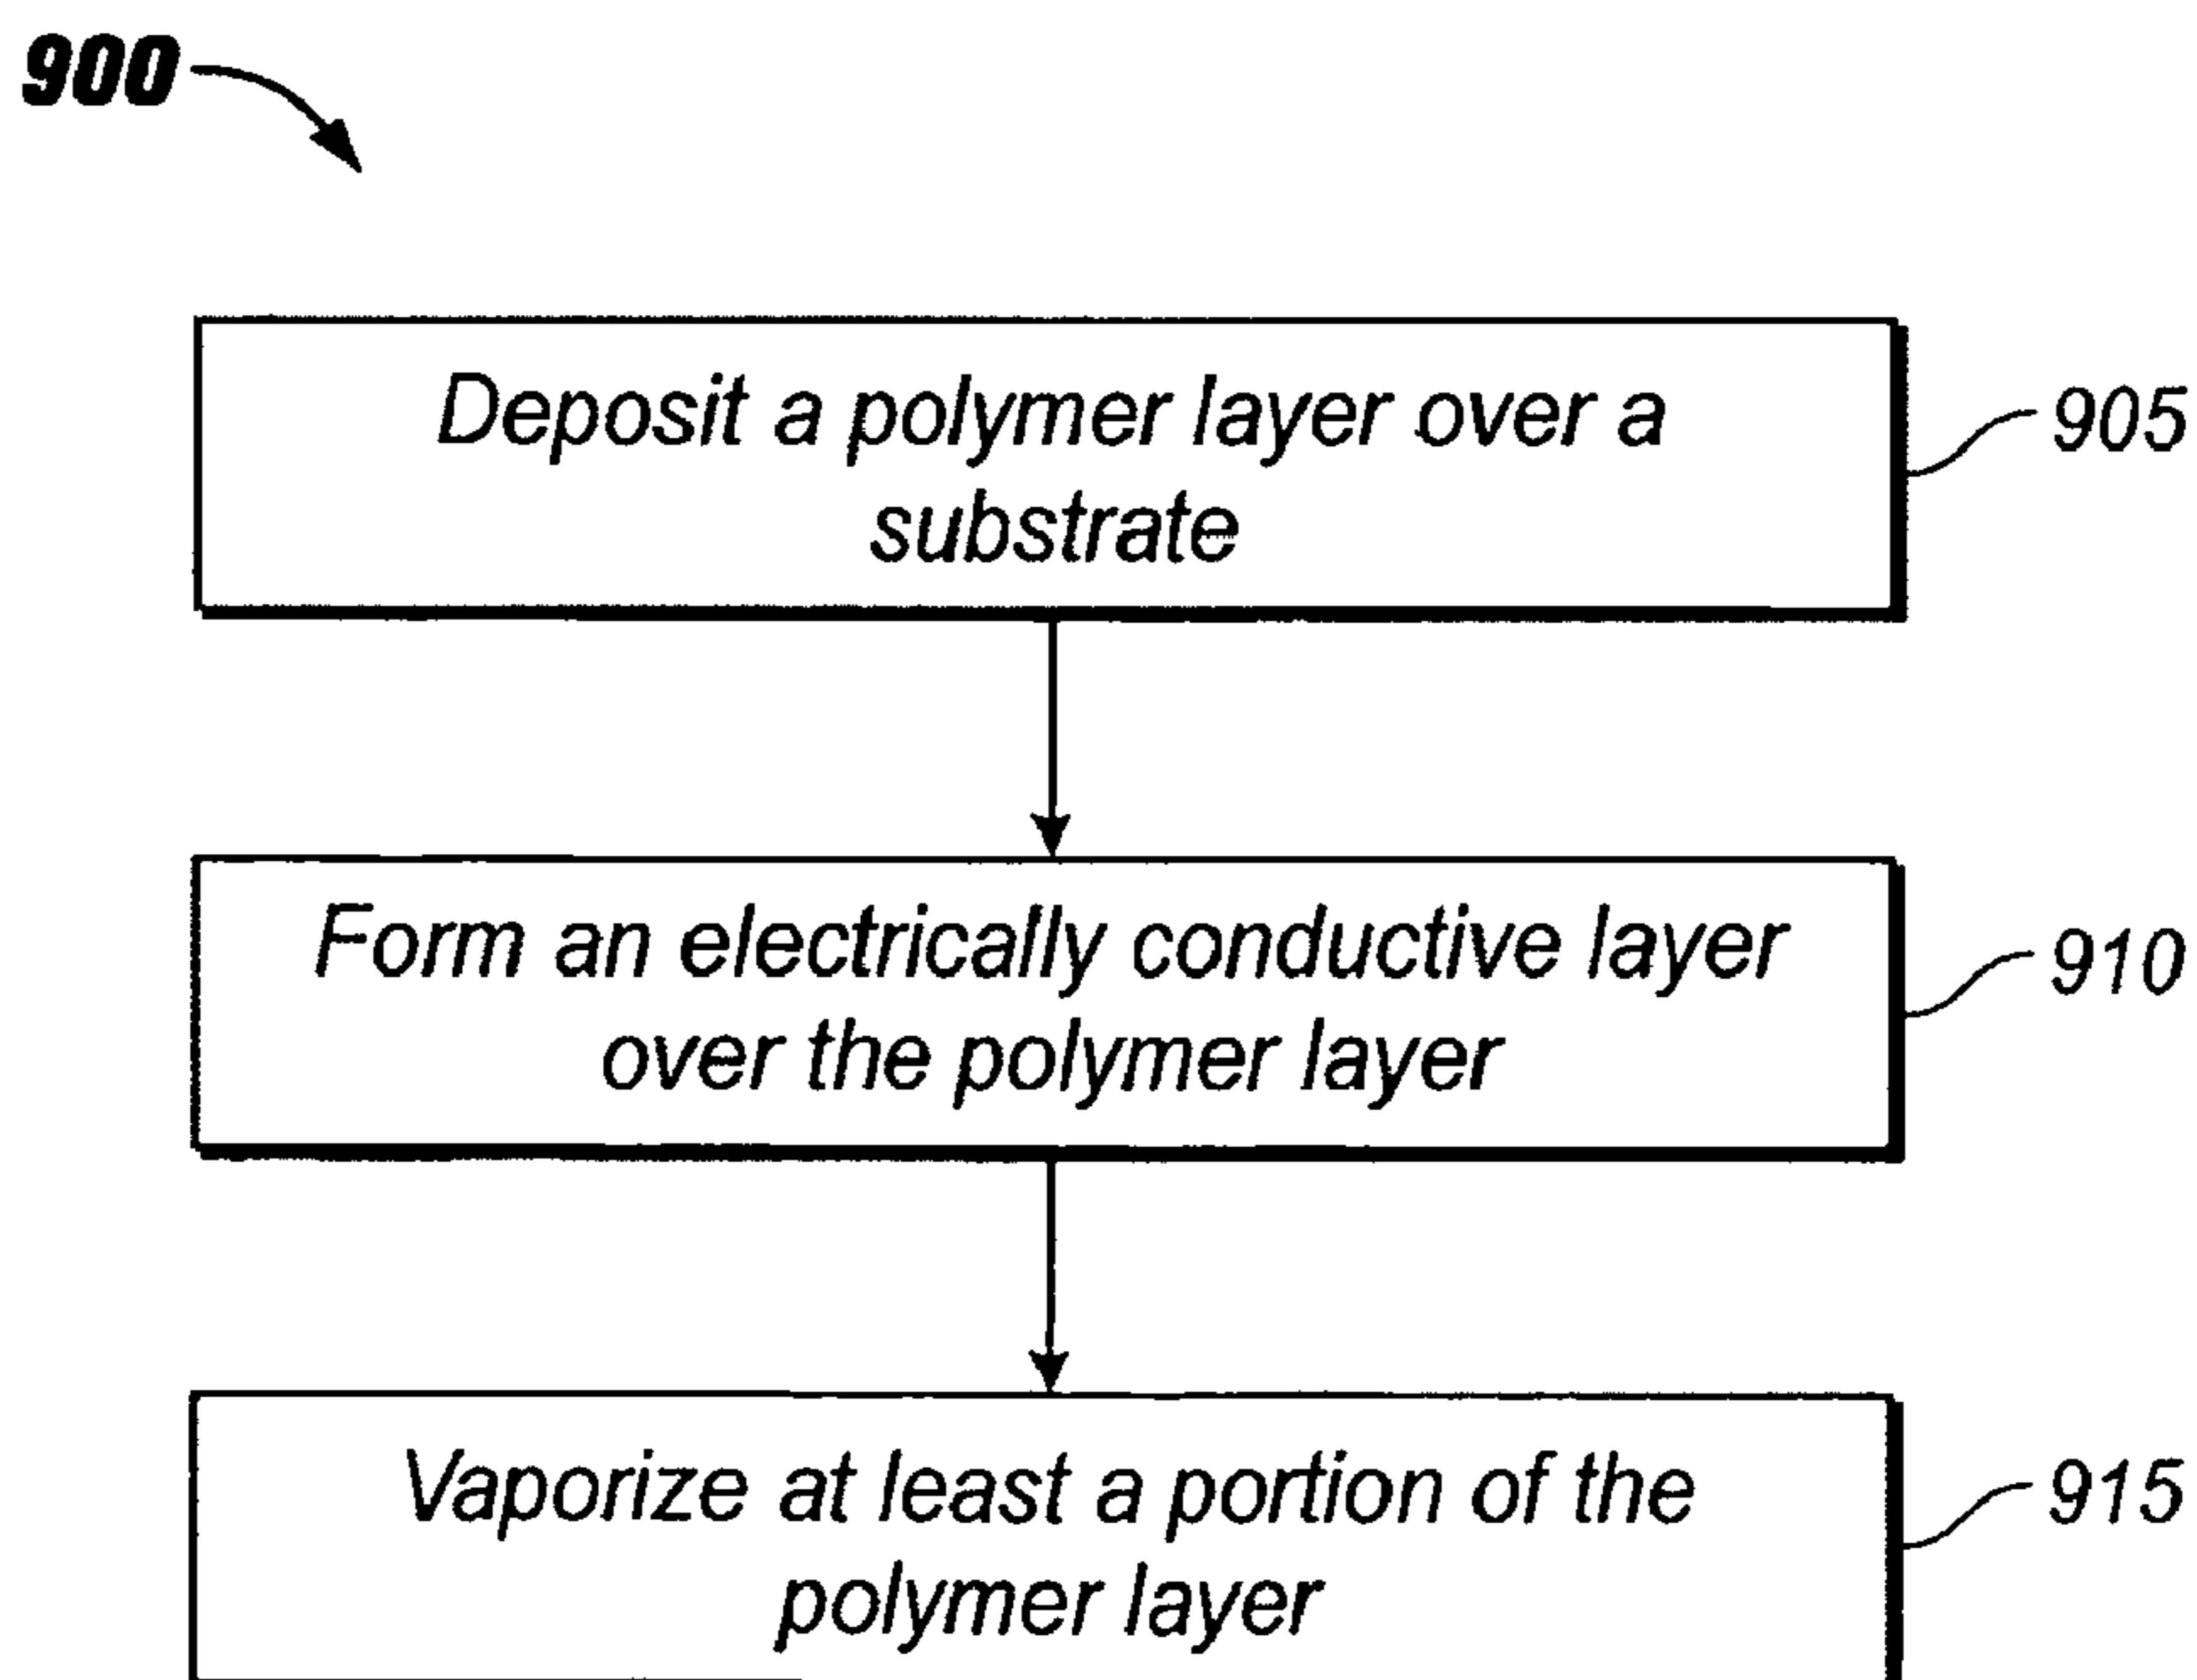 900
Deposit a polymer layer over a
substrate
905
Form an electrically conductive layer
over the polymer layer
910
Vaporize at least a portion of the
polymer layer
915